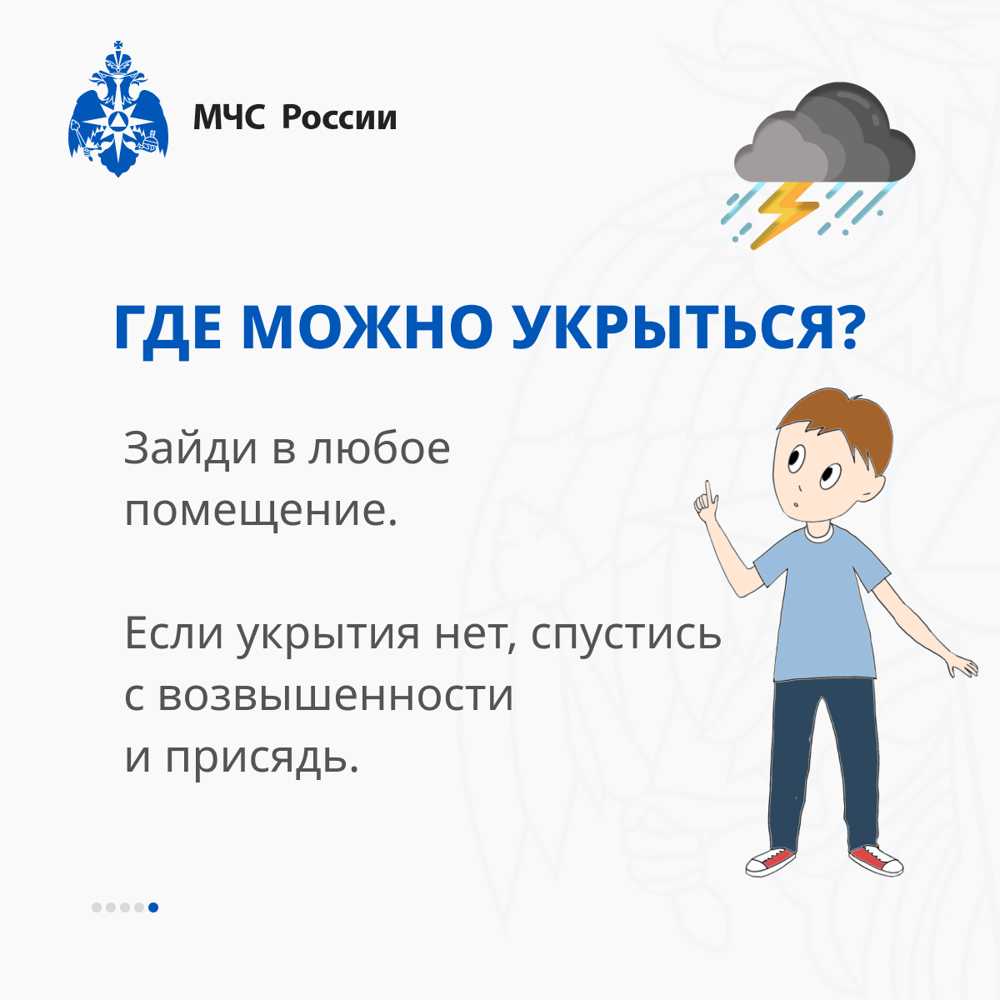 МЧС России
ГДЕ МОЖНО УКРЫТЬСЯ?
Зайди в любое
помещение.
Если укрытия нет, спустись
с возвышенности
и присядь.